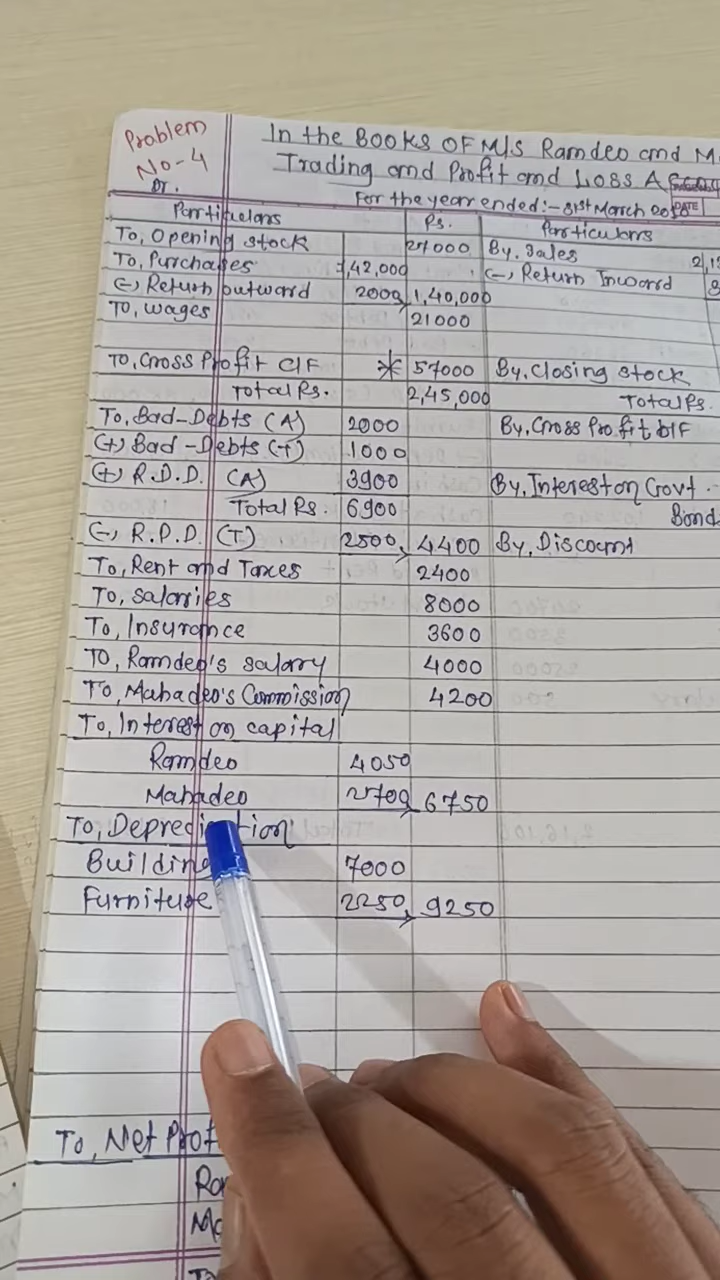 Problem No-4
In the BOOKS OF M/S Ramdeo and M
Trading and Profit and Loss A
DATE
Dr. For the year ended:- 31st March 20
Particulars Rs. Particulars
To, Opening stock 27000 By, Sales 2,1
To, Purchases 1,42,000 (-) Return Inward
(-) Return outward 2000 1,40,000
To, wages 21000
To, Gross Profit C/F * 57000 By, Closing stock
Total Rs. 2,45,000 Total Rs.
To, Bad-Debts (A) 2000 By, Gross Profit b/F
(+) Bad-Debts (T) 1000
(+) R.D.D. (A) 3900 By, Interest on Govt.
Total Rs. 6900 Bond
(-) R.D.D. (T) 2500 4400 By, Discount
To, Rent and Taxes 2400
To, Salaries 8000
To, Insurance 3600
To, Ramdeo's salary 4000
To, Mahadeo's Commission 4200
To, Interest on capital
Ramdeo 4050
Mahadeo 2700 6750
To, Depreciation
Building 7000
Furniture 2250 9250
To, Net Prof
Ra